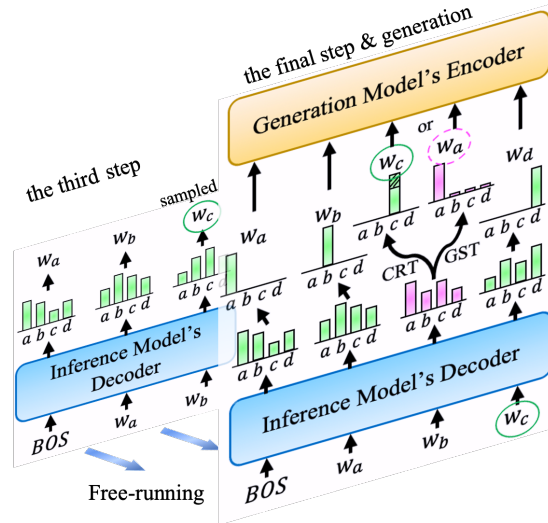 the final step & generation
Generation Model's Encoder
or
w_c
w_a
w_a
w_b
w_d
a b c d
a b c d
a b c d
a b c d
a b c d
CRT
GST
a b c d
a b c d
a b c d
a b c d
Inference Model's Decoder
BOS
w_a
w_b
w_c
the third step
sampled
w_a
w_b
w_c
a b c d
a b c d
a b c d
Inference Model's
Decoder
BOS
w_a
w_b
Free-running